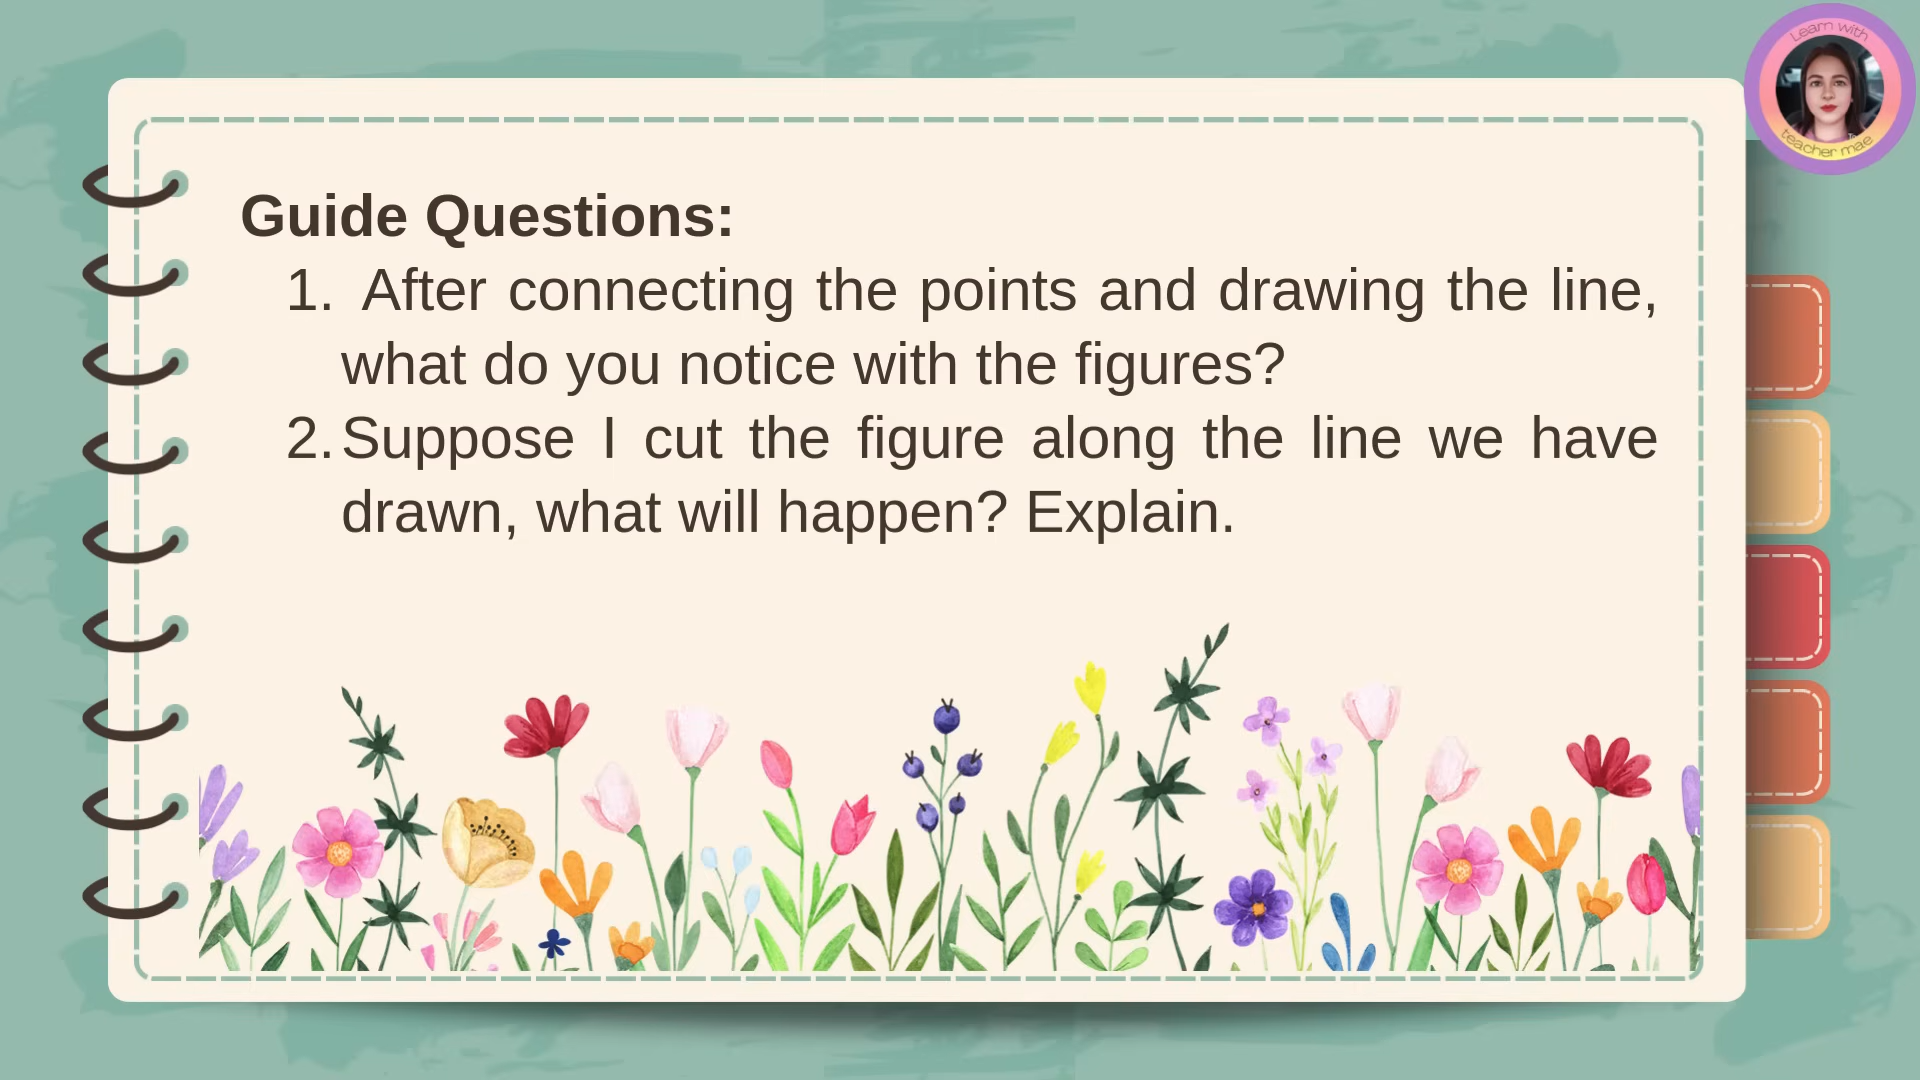 Learn with
teacher mae
Guide Questions:
1. After connecting the points and drawing the line,
what do you notice with the figures?
2. Suppose I cut the figure along the line we have
drawn, what will happen? Explain.